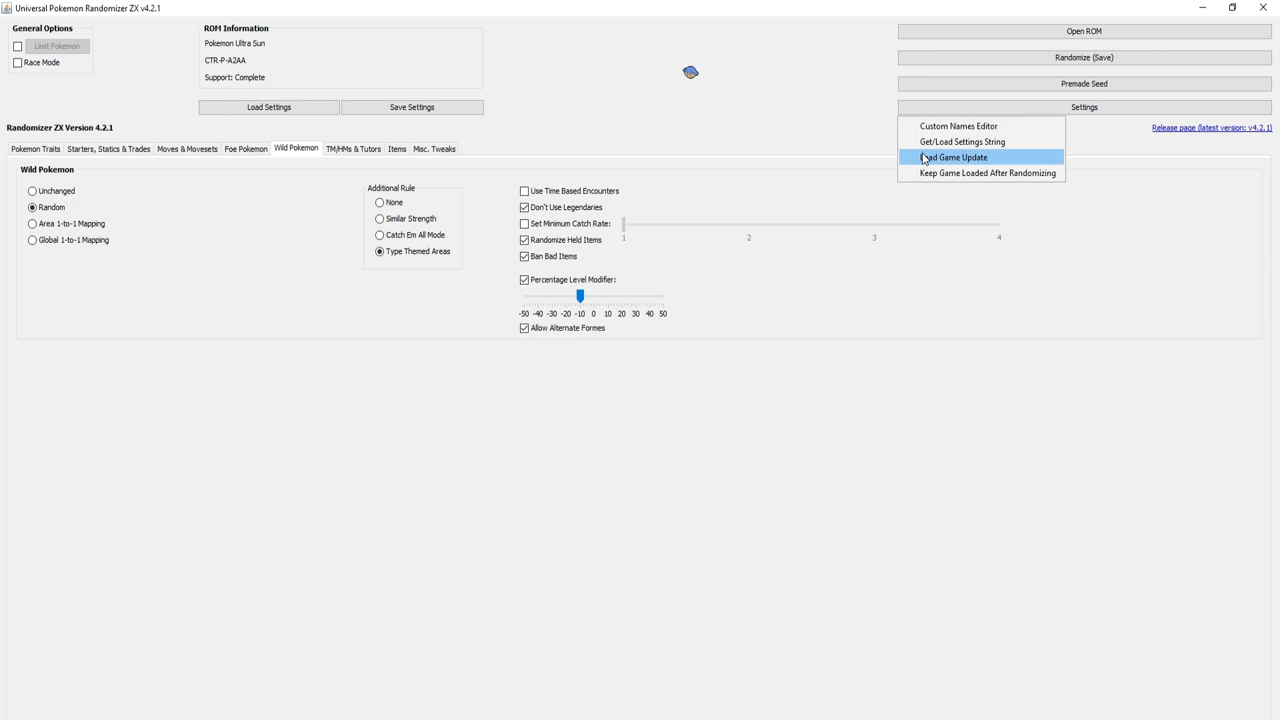 Universal Pokemon Randomizer ZX v4.2.1
General Options
Limit Pokemon
Race Mode
ROM Information
Pokemon Ultra Sun
CTR-P-A2AA
Support: Complete
Load Settings
Save Settings
Open ROM
Randomize (Save)
Premade Seed
Settings
Custom Names Editor
Get/Load Settings String
Load Game Update
Keep Game Loaded After Randomizing
Release page (latest version: v4.2.1)
Randomizer ZX Version 4.2.1
Pokemon Traits
Starters, Statics & Trades
Moves & Movesets
Foe Pokemon
Wild Pokemon
TM/HMs & Tutors
Items
Misc. Tweaks
Wild Pokemon
Unchanged
Random
Area 1-to-1 Mapping
Global 1-to-1 Mapping
Additional Rule
None
Similar Strength
Catch Em All Mode
Type Themed Areas
Use Time Based Encounters
Don't Use Legendaries
Set Minimum Catch Rate:
1 2 3 4
Randomize Held Items
Ban Bad Items
Percentage Level Modifier:
-50 -40 -30 -20 -10 0 10 20 30 40 50
Allow Alternate Formes